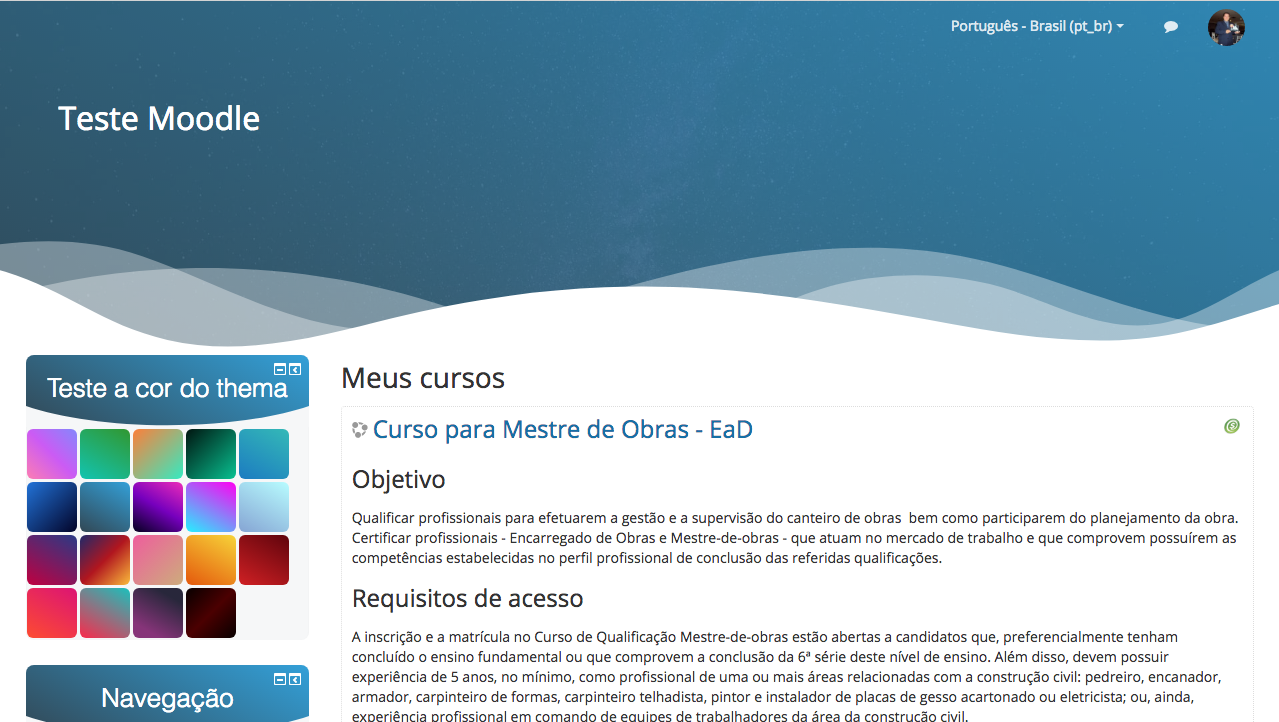 Português - Brasil (pt_br)
Teste Moodle
Teste a cor do thema
Navegação
Meus cursos
Curso para Mestre de Obras - EaD
Objetivo
Qualificar profissionais para efetuarem a gestão e a supervisão do canteiro de obras  bem como participarem do planejamento da obra.
Certificar profissionais - Encarregado de Obras e Mestre-de-obras - que atuam no mercado de trabalho e que comprovem possuírem as
competências estabelecidas no perfil profissional de conclusão das referidas qualificações.
Requisitos de acesso
A inscrição e a matrícula no Curso de Qualificação Mestre-de-obras estão abertas a candidatos que, preferencialmente tenham
concluído o ensino fundamental ou que comprovem a conclusão da 6ª série deste nível de ensino. Além disso, devem possuir
experiência de 5 anos, no mínimo, como profissional de uma ou mais áreas relacionadas com a construção civil: pedreiro, encanador,
armador, carpinteiro de formas, carpinteiro telhadista, pintor e instalador de placas de gesso acartonado ou eletricista; ou, ainda,
experiência profissional em comando de equipes de trabalhadores da área da construção civil.